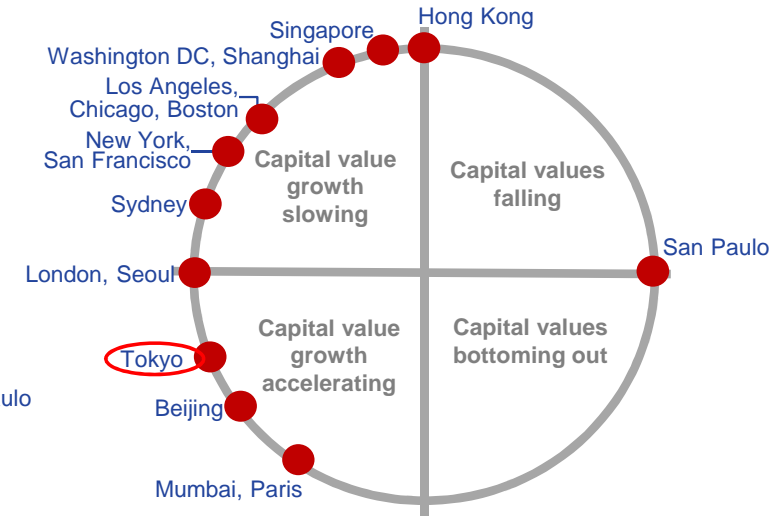 Hong Kong
Singapore
Washington DC, Shanghai
Los Angeles,
Chicago, Boston
New York,
San Francisco
Capital value
growth
slowing
Capital values
falling
Sydney
San Paulo
London, Seoul
Capital value
growth
accelerating
Capital values
bottoming out
Tokyo
ulo
Beijing
Mumbai, Paris